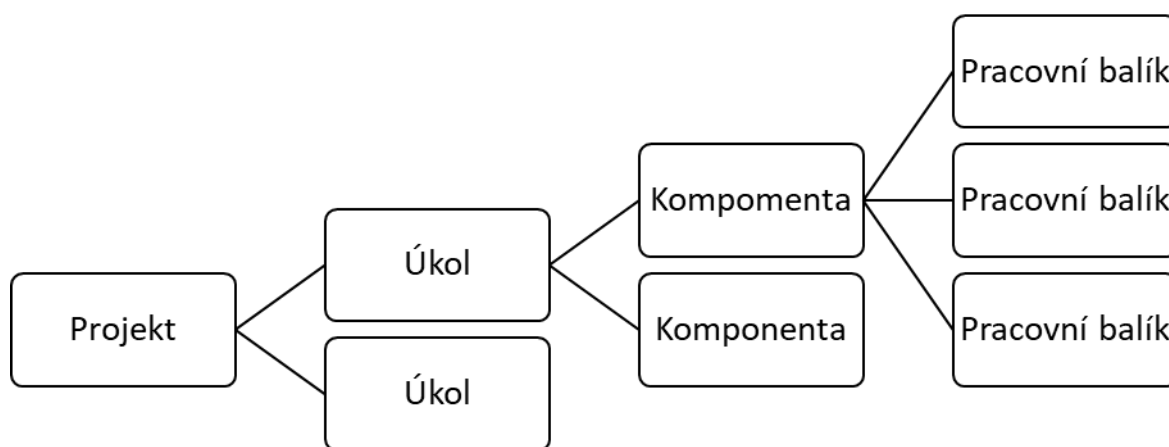 Pracovní balík
Kompomenta
Pracovní balík
Úkol
Projekt
Komponenta
Pracovní balík
Úkol